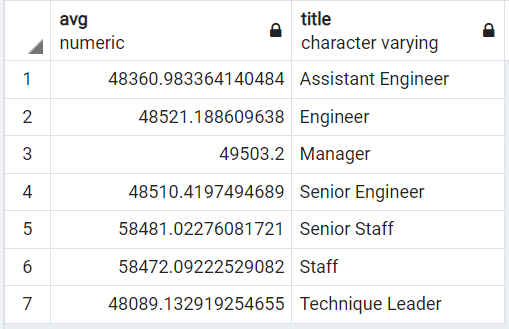 avg title
numeric character varying
1 48360.983364140484 Assistant Engineer
2 48521.188609638 Engineer
3 49503.2 Manager
4 48510.4197494689 Senior Engineer
5 58481.02276081721 Senior Staff
6 58472.09222529082 Staff
7 48089.132919254655 Technique Leader